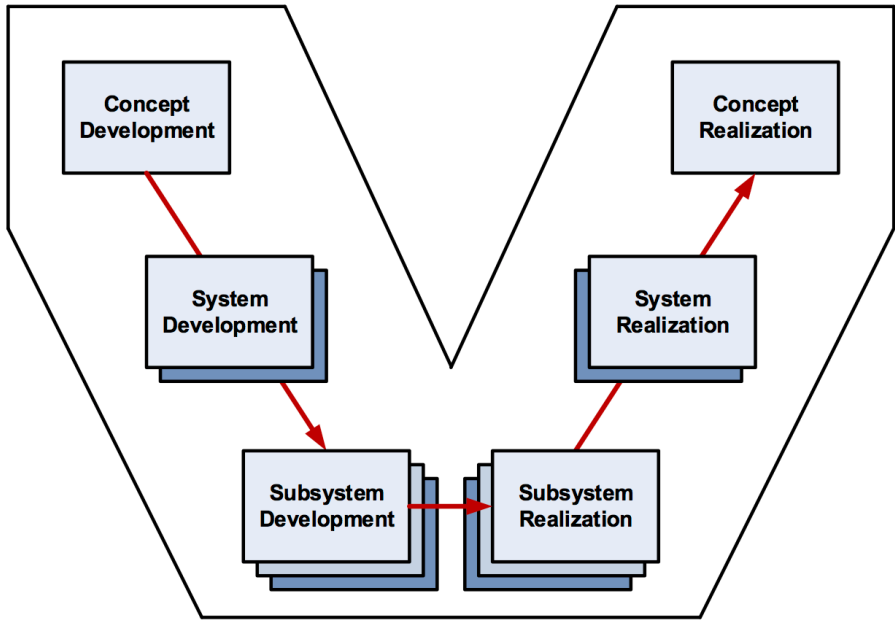 Concept
Development
Concept
Realization
System
Development
System
Realization
Subsystem
Development
Subsystem
Realization